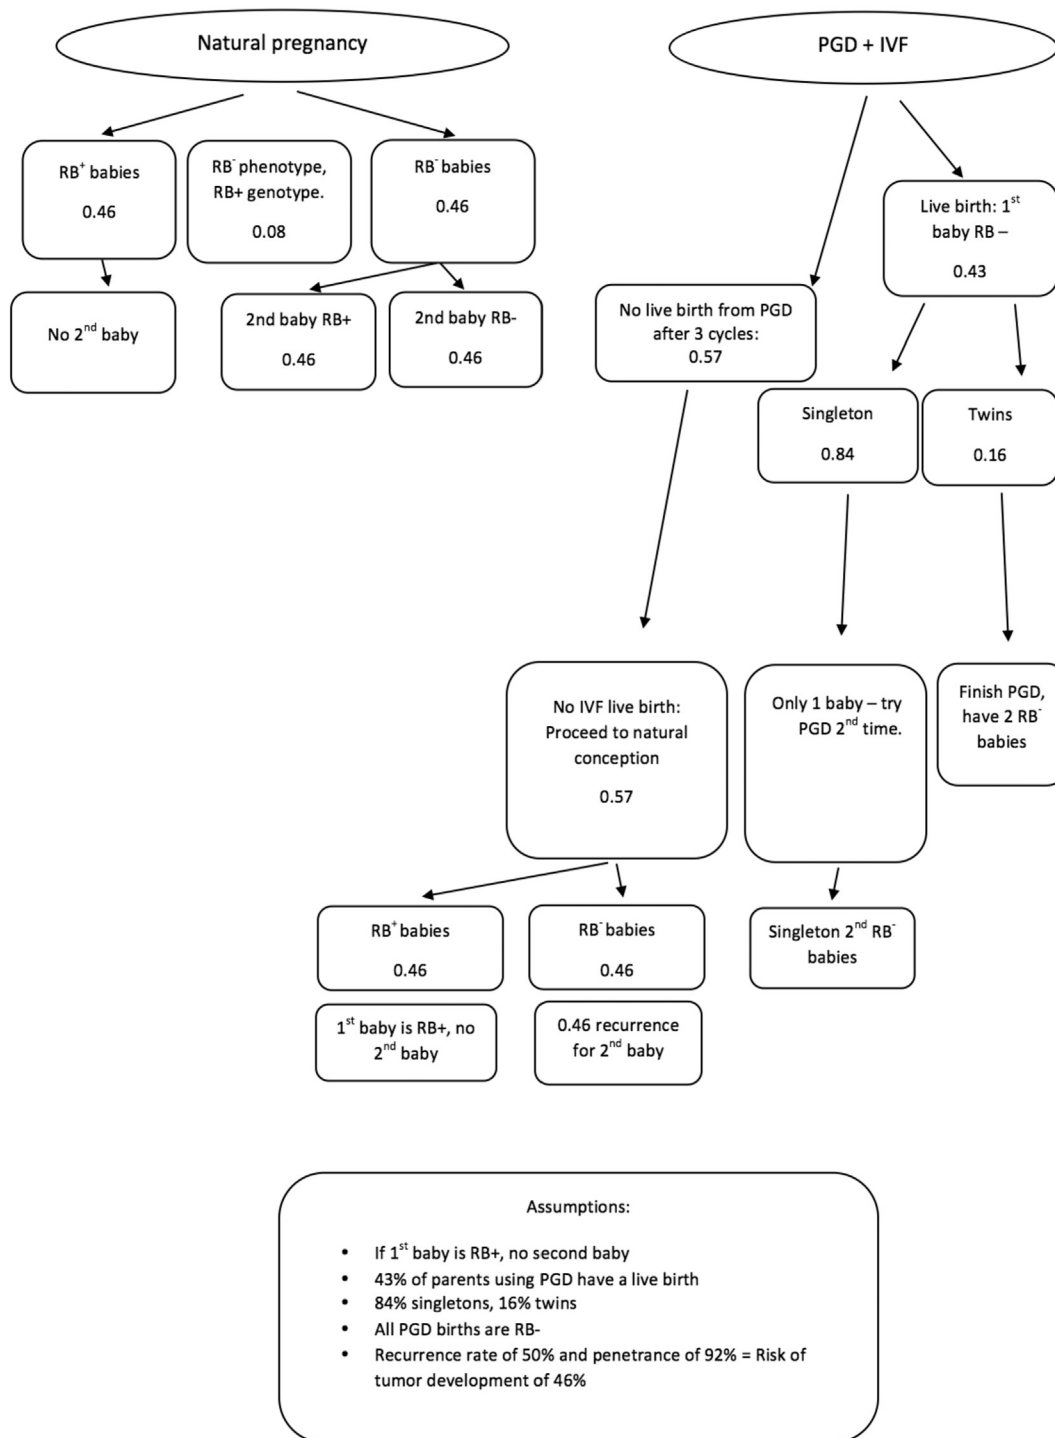 Natural pregnancy
PGD + IVF
RB⁺ babies
0.46
RB⁻ phenotype,
RB+ genotype.
0.08
RB⁻ babies
0.46
Live birth: 1ˢᵗ
baby RB –
0.43
No 2ⁿᵈ baby
2nd baby RB+
0.46
2nd baby RB-
0.46
No live birth from PGD
after 3 cycles:
0.57
Singleton
0.84
Twins
0.16
No IVF live birth:
Proceed to natural
conception
0.57
Only 1 baby – try
PGD 2ⁿᵈ time.
Finish PGD,
have 2 RB⁻
babies
RB⁺ babies
0.46
RB⁻ babies
0.46
Singleton 2ⁿᵈ RB⁻
babies
1ˢᵗ baby is RB+, no
2ⁿᵈ baby
0.46 recurrence
for 2ⁿᵈ baby
Assumptions:
• If 1ˢᵗ baby is RB+, no second baby
• 43% of parents using PGD have a live birth
• 84% singletons, 16% twins
• All PGD births are RB-
• Recurrence rate of 50% and penetrance of 92% = Risk of
tumor development of 46%